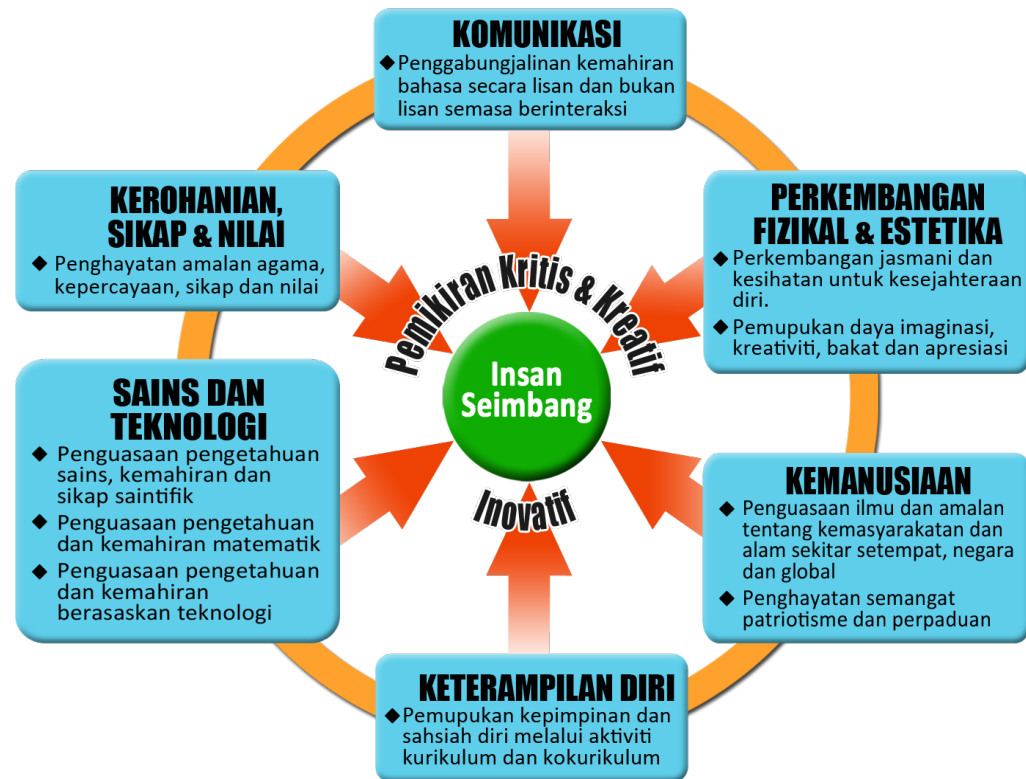 KOMUNIKASI
◆Penggabungjalinan kemahiran
bahasa secara lisan dan bukan
lisan semasa berinteraksi
KEROHANIAN,
SIKAP & NILAI
◆ Penghayatan amalan agama,
kepercayaan, sikap dan nilai
PERKEMBANGAN
FIZIKAL & ESTETIKA
◆ Perkembangan jasmani dan
kesihatan untuk kesejahteraan
diri.
◆ Pemupukan daya imaginasi,
kreativiti, bakat dan apresiasi
Pemikiran Kritis & Kreatif
Insan
Seimbang
Inovatif
SAINS DAN
TEKNOLOGI
◆ Penguasaan pengetahuan
sains, kemahiran dan
sikap saintifik
◆ Penguasaan pengetahuan
dan kemahiran matematik
◆ Penguasaan pengetahuan
dan kemahiran
berasaskan teknologi
KEMANUSIAAN
◆ Penguasaan ilmu dan amalan
tentang kemasyarakatan dan
alam sekitar setempat, negara
dan global
◆ Penghayatan semangat
patriotisme dan perpaduan
KETERAMPILAN DIRI
◆Pemupukan kepimpinan dan
sahsiah diri melalui aktiviti
kurikulum dan kokurikulum